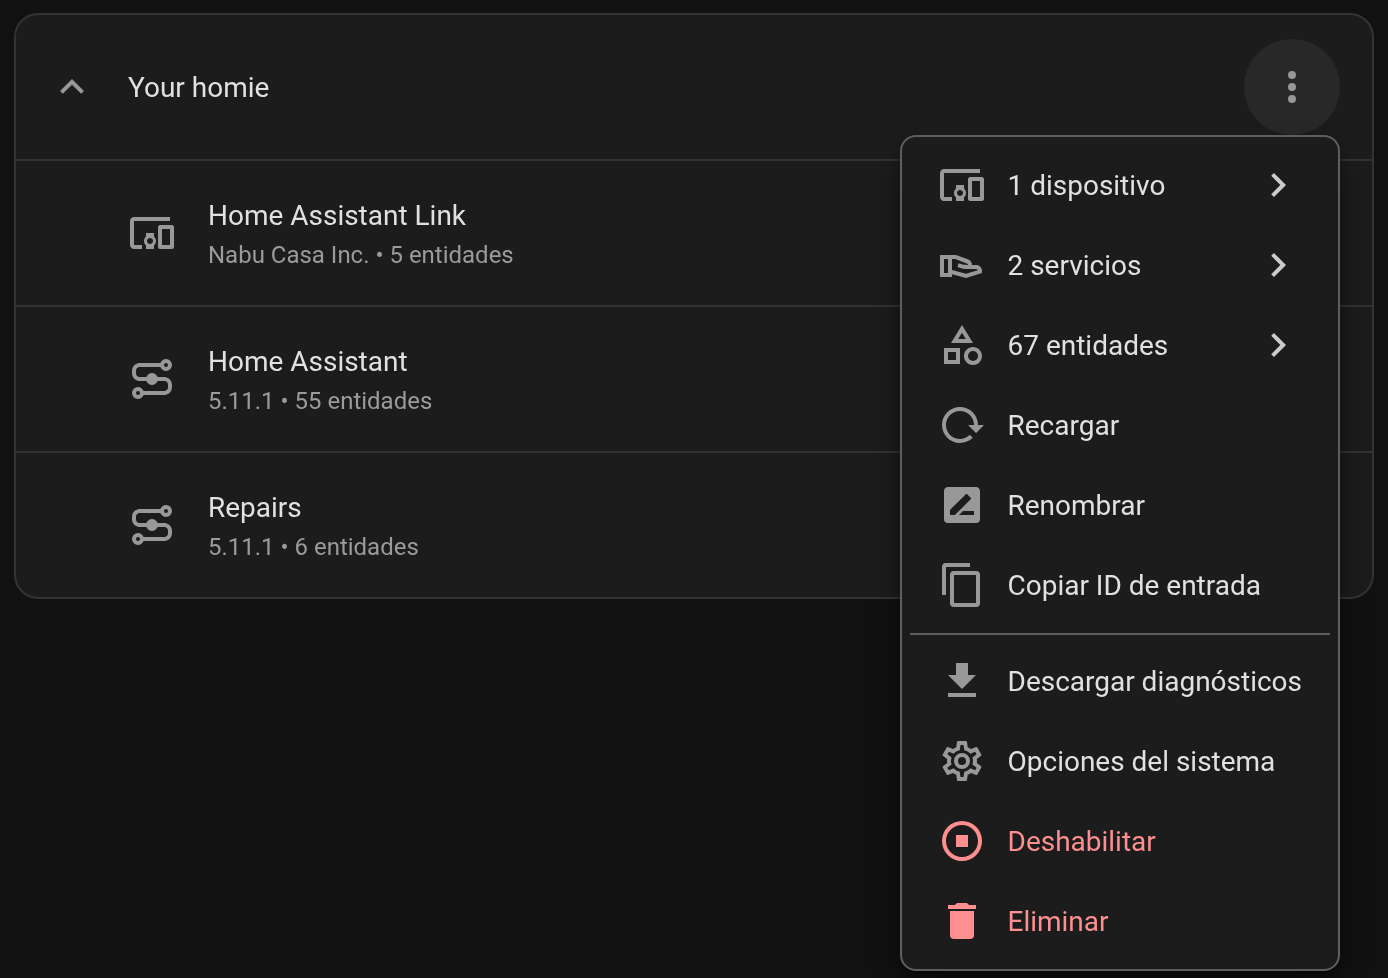 Your homie
Home Assistant Link
Nabu Casa Inc. • 5 entidades
Home Assistant
5.11.1 • 55 entidades
Repairs
5.11.1 • 6 entidades
1 dispositivo
2 servicios
67 entidades
Recargar
Renombrar
Copiar ID de entrada
Descargar diagnósticos
Opciones del sistema
Deshabilitar
Eliminar